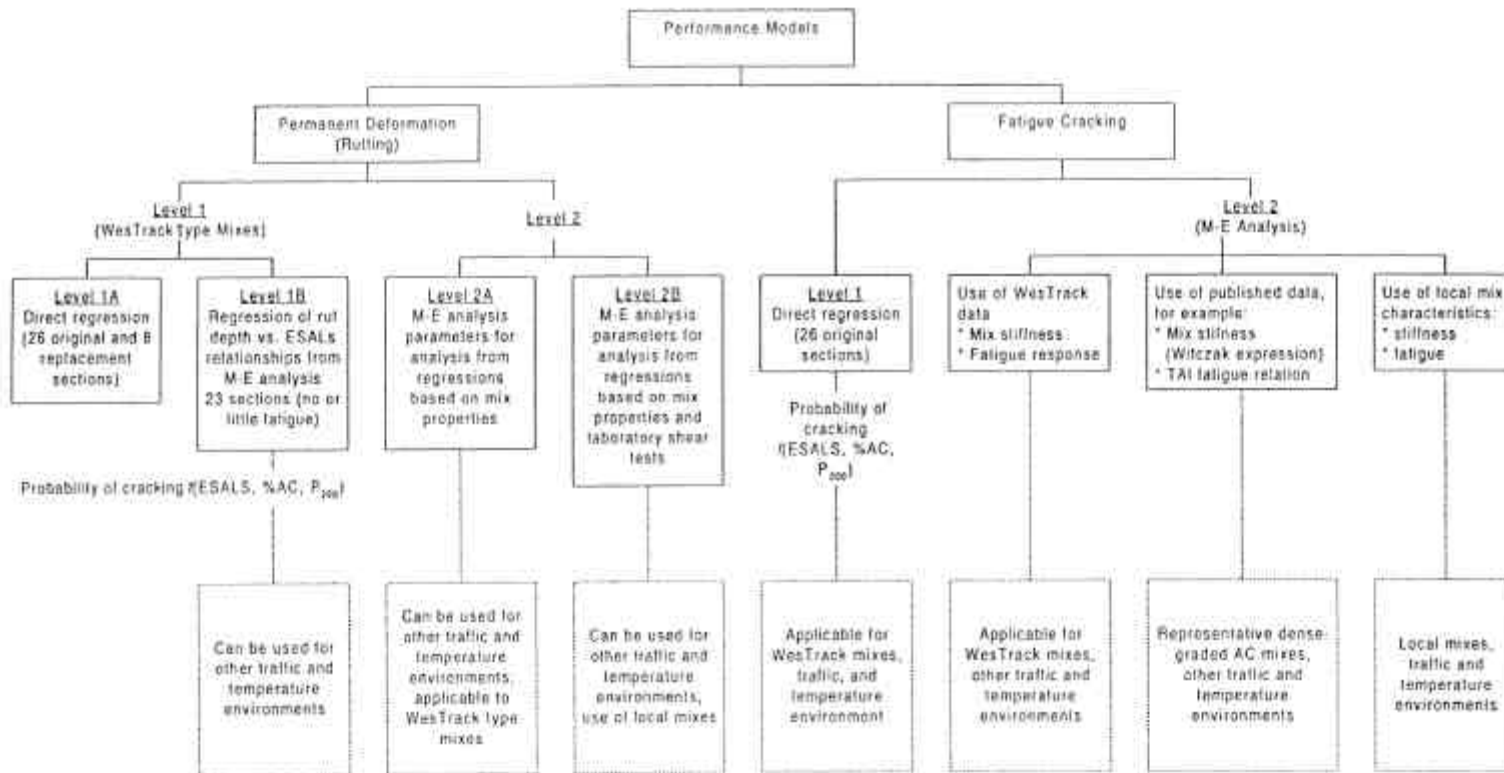 Performance Models
Permanent Deformation
(Rutting)
Fatigue Cracking
Level 1
(WesTrack type Mixes)
Level 2
Level 2
(M-E Analysis)
Level 1A
Direct regression
(26 original and 8
replacement
sections)
Level 1B
Regression of rut
depth vs. ESALs
relationships from
M-E analysis
23 sections (no or
little fatigue)
Level 2A
M-E analysis
parameters for
analysis from
regressions
based on mix
properties
Level 2B
M-E analysis
parameters for
analysis from
regressions
based on mix
properties and
laboratory shear
tests
Level 1
Direct regression
(26 original
sections)
Use of WesTrack
data
* Mix stiffness
* Fatigue response
Use of published data,
for example:
* Mix stiffness
(Witczak expression)
* TAI fatigue relation
Use of local mix
characteristics:
* stiffness
* fatigue
Probability of cracking f(ESALS, %AC, P200)
Probability of
cracking
f(ESALS, %AC,
P200)
Can be used for
other traffic and
temperature
environments
Can be used for
other traffic and
temperature
environments,
applicable to
WesTrack type
mixes
Can be used for
other traffic and
temperature
environments,
use of local mixes
Applicable for
WesTrack mixes,
traffic, and
temperature
environment
Applicable for
WesTrack mixes,
other traffic and
temperature
environments
Representative dense-
graded AC mixes,
other traffic and
temperature
environments
Local mixes,
traffic and
temperature
environments